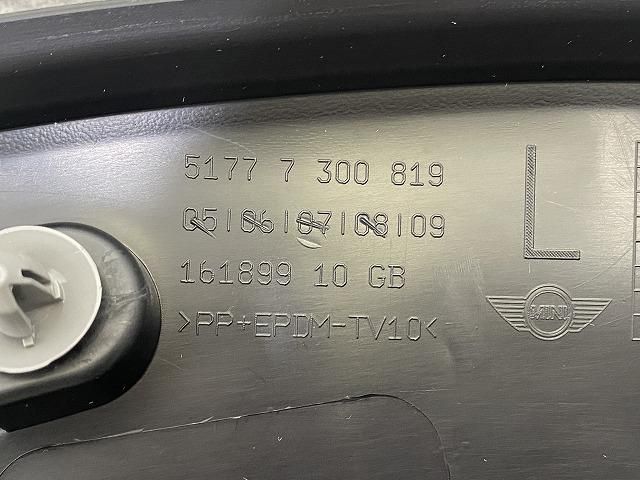 5177 7 300 819
05|06|07|08|09
161899 10 GB
>PP+EPDM-TV10<
L
MINI